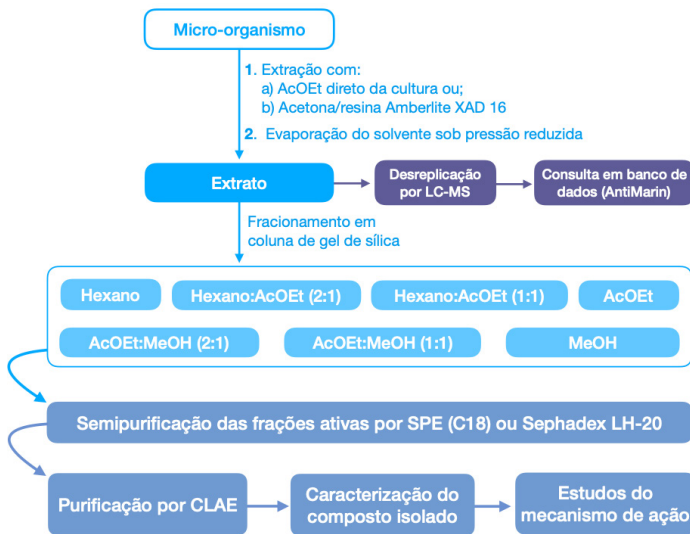 Micro-organismo
1. Extração com:
a) AcOEt direto da cultura ou;
b) Acetona/resina Amberlite XAD 16
2. Evaporação do solvente sob pressão reduzida
Extrato
Desreplicação
por LC-MS
Consulta em banco de
dados (AntiMarin)
Fracionamento em
coluna de gel de sílica
Hexano
Hexano:AcOEt (2:1)
Hexano:AcOEt (1:1)
AcOEt
AcOEt:MeOH (2:1)
AcOEt:MeOH (1:1)
MeOH
Semipurificação das frações ativas por SPE (C18) ou Sephadex LH-20
Purificação por CLAE
Caracterização do
composto isolado
Estudos do
mecanismo de ação